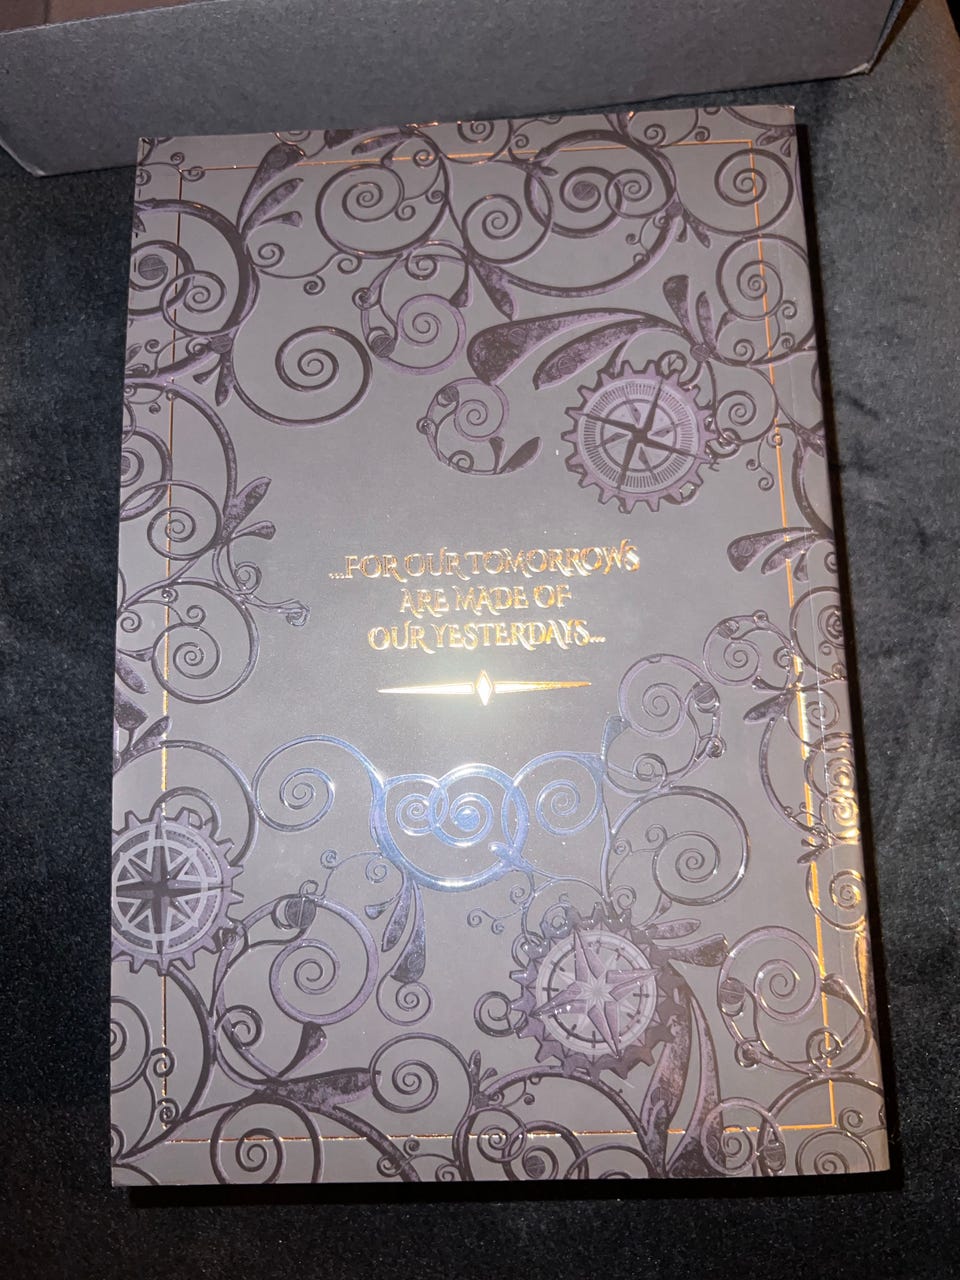 ...FOR OUR TOMORROWS
ARE MADE OF
OUR YESTERDAYS...